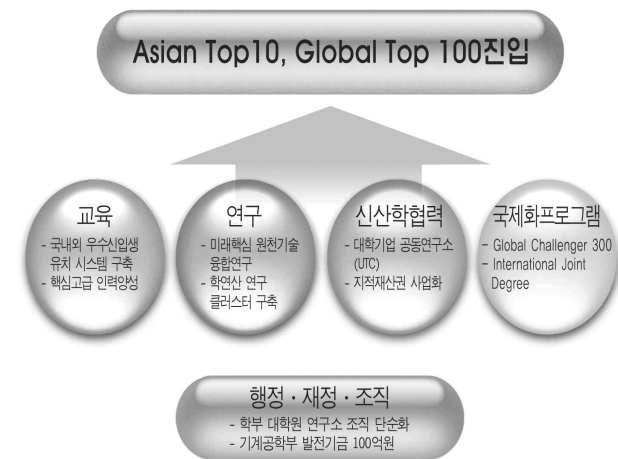 Asian Top10, Global Top 100진입
교육
- 국내외 우수신입생
유치 시스템 구축
- 핵심고급 인력양성
연구
- 미래핵심 원천기술
융합연구
- 학연산 연구
클러스터 구축
신산학협력
- 대학기업 공동연구소
(UTC)
- 지적재산권 사업화
국제화프로그램
- Global Challenger 300
- International Joint
Degree
행정·재정·조직
- 학부 대학원 연구소 조직 단순화
- 기계공학부 발전기금 100억원